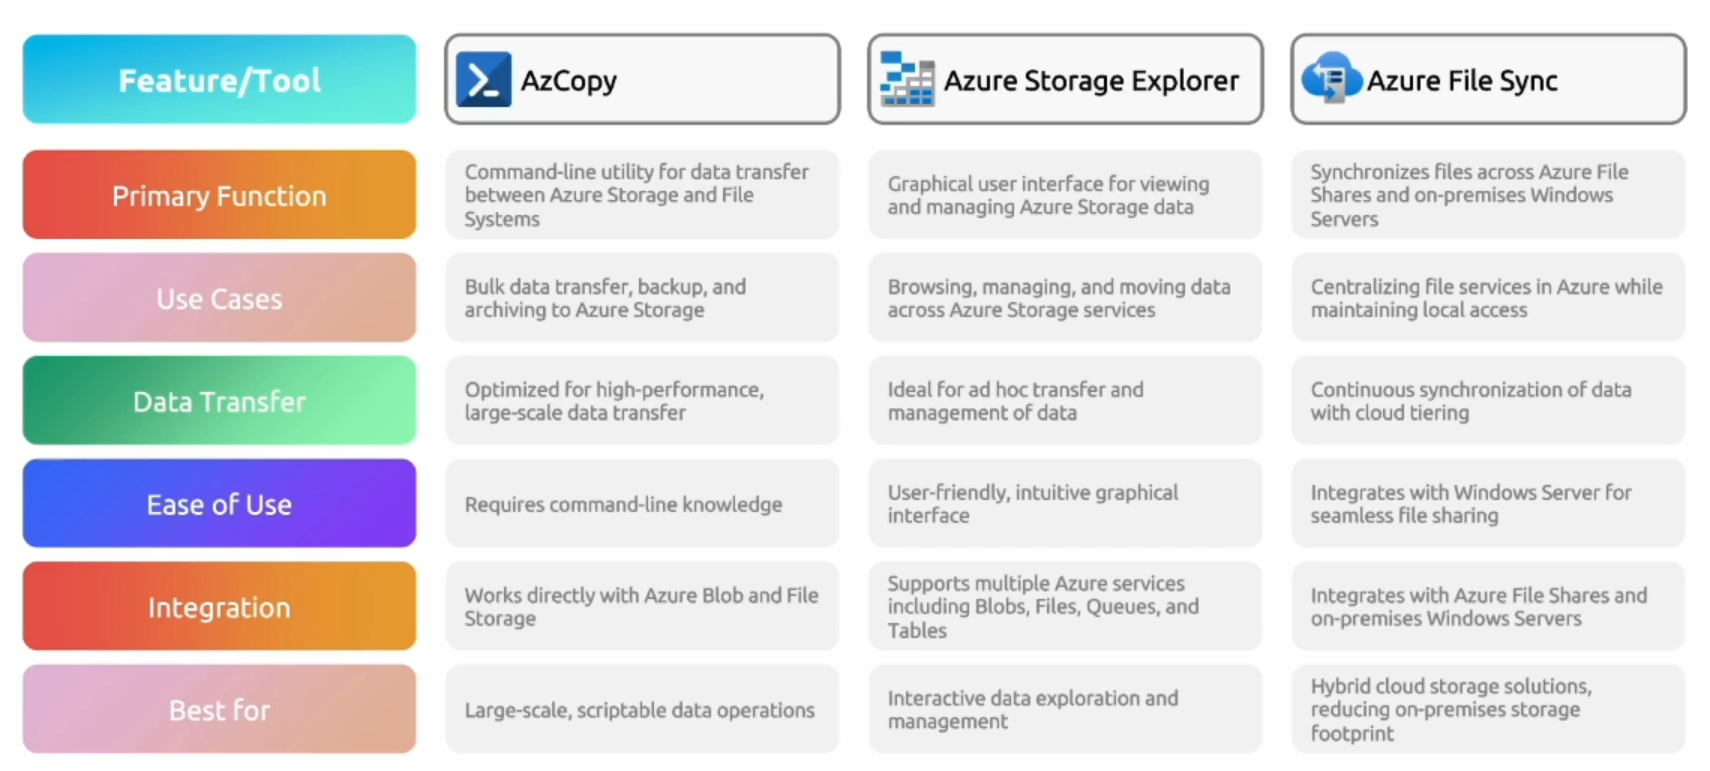 Feature/Tool
AzCopy
Azure Storage Explorer
Azure File Sync
Primary Function
Command-line utility for data transfer
between Azure Storage and File
Systems
Graphical user interface for viewing
and managing Azure Storage data
Synchronizes files across Azure File
Shares and on-premises Windows
Servers
Use Cases
Bulk data transfer, backup, and
archiving to Azure Storage
Browsing, managing, and moving data
across Azure Storage services
Centralizing file services in Azure while
maintaining local access
Data Transfer
Optimized for high-performance,
large-scale data transfer
Ideal for ad hoc transfer and
management of data
Continuous synchronization of data
with cloud tiering
Ease of Use
Requires command-line knowledge
User-friendly, intuitive graphical
interface
Integrates with Windows Server for
seamless file sharing
Integration
Works directly with Azure Blob and File
Storage
Supports multiple Azure services
including Blobs, Files, Queues, and
Tables
Integrates with Azure File Shares and
on-premises Windows Servers
Best for
Large-scale, scriptable data operations
Interactive data exploration and
management
Hybrid cloud storage solutions,
reducing on-premises storage
footprint